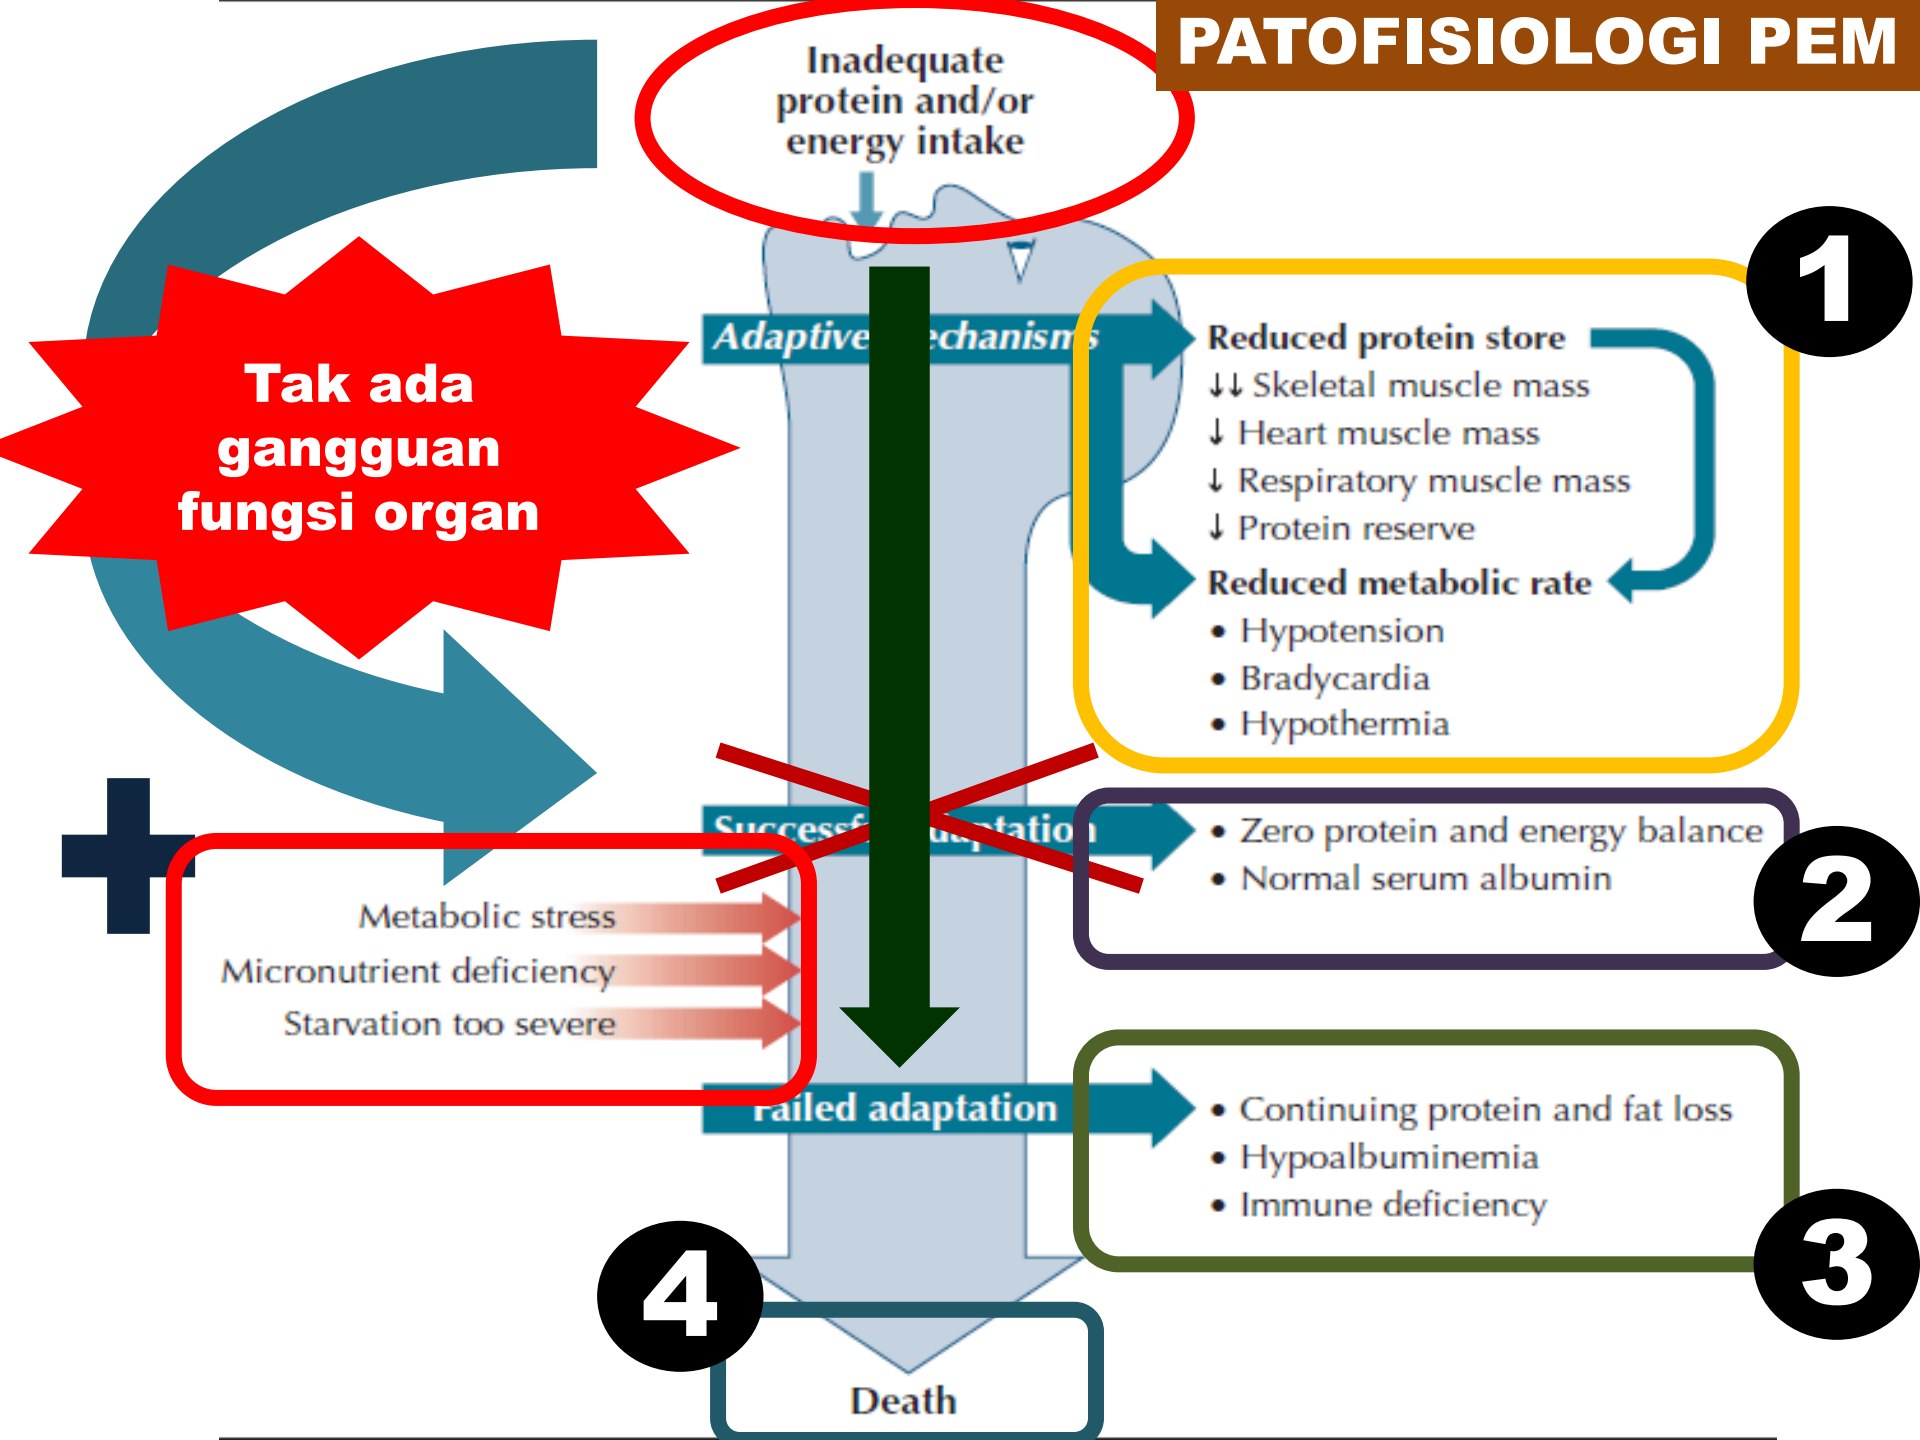 PATOFISIOLOGI PEM
Inadequate
protein and/or
energy intake
1
Tak ada
gangguan
fungsi organ
Adaptive
Reduced protein store
↓↓ Skeletal muscle mass
↓ Heart muscle mass
↓ Respiratory muscle mass
↓ Protein reserve
Reduced metabolic rate
• Hypotension
• Bradycardia
• Hypothermia
• Zero protein and energy balance
• Normal serum albumin
2
Metabolic stress
Micronutrient deficiency
Starvation too severe
Failed adaptation
• Continuing protein and fat loss
• Hypoalbuminemia
• Immune deficiency
3
4
Death